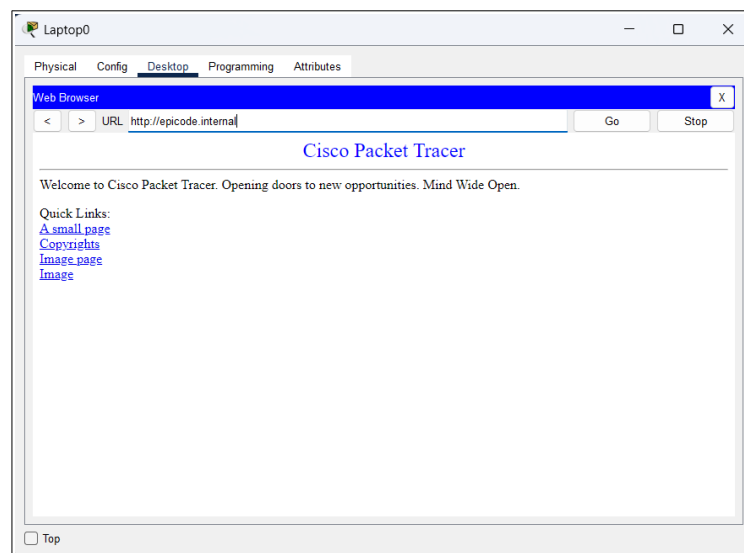 Laptop0
Physical Config Desktop Programming Attributes
Web Browser X
< > URL http://epicode.internal Go Stop
Cisco Packet Tracer
Welcome to Cisco Packet Tracer. Opening doors to new opportunities. Mind Wide Open.
Quick Links:
A small page
Copyrights
Image page
Image
Top